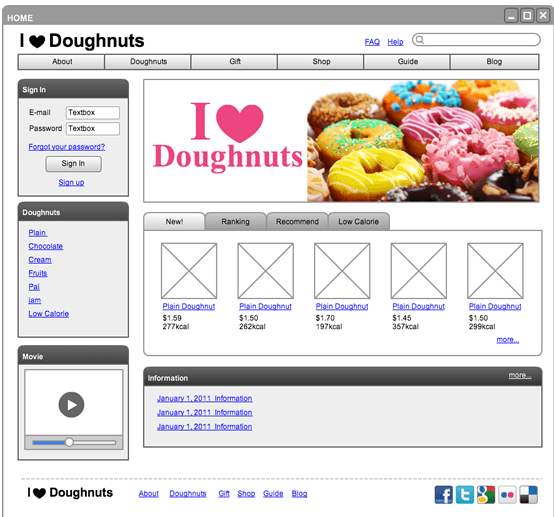 HOME
I ♥ Doughnuts
FAQ Help
About Doughnuts Gift Shop Guide Blog
Sign In
E-mail Textbox
Password Textbox
Forgot your password?
Sign In
Sign up
I ♥
Doughnuts
Doughnuts
Plain
Chocolate
Cream
Fruits
Pai
jam
Low Calorie
New! Ranking Recommend Low Calorie
Plain Doughnut Plain Doughnut Plain Doughnut Plain Doughnut Plain Doughnut
$1.59 $1.50 $1.70 $1.45 $1.50
277kcal 262kcal 197kcal 357kcal 299kcal
more...
Movie
Information more...
January 1, 2011 Information
January 1, 2011 Information
January 1, 2011 Information
I ♥ Doughnuts About Doughnuts Gift Shop Guide Blog